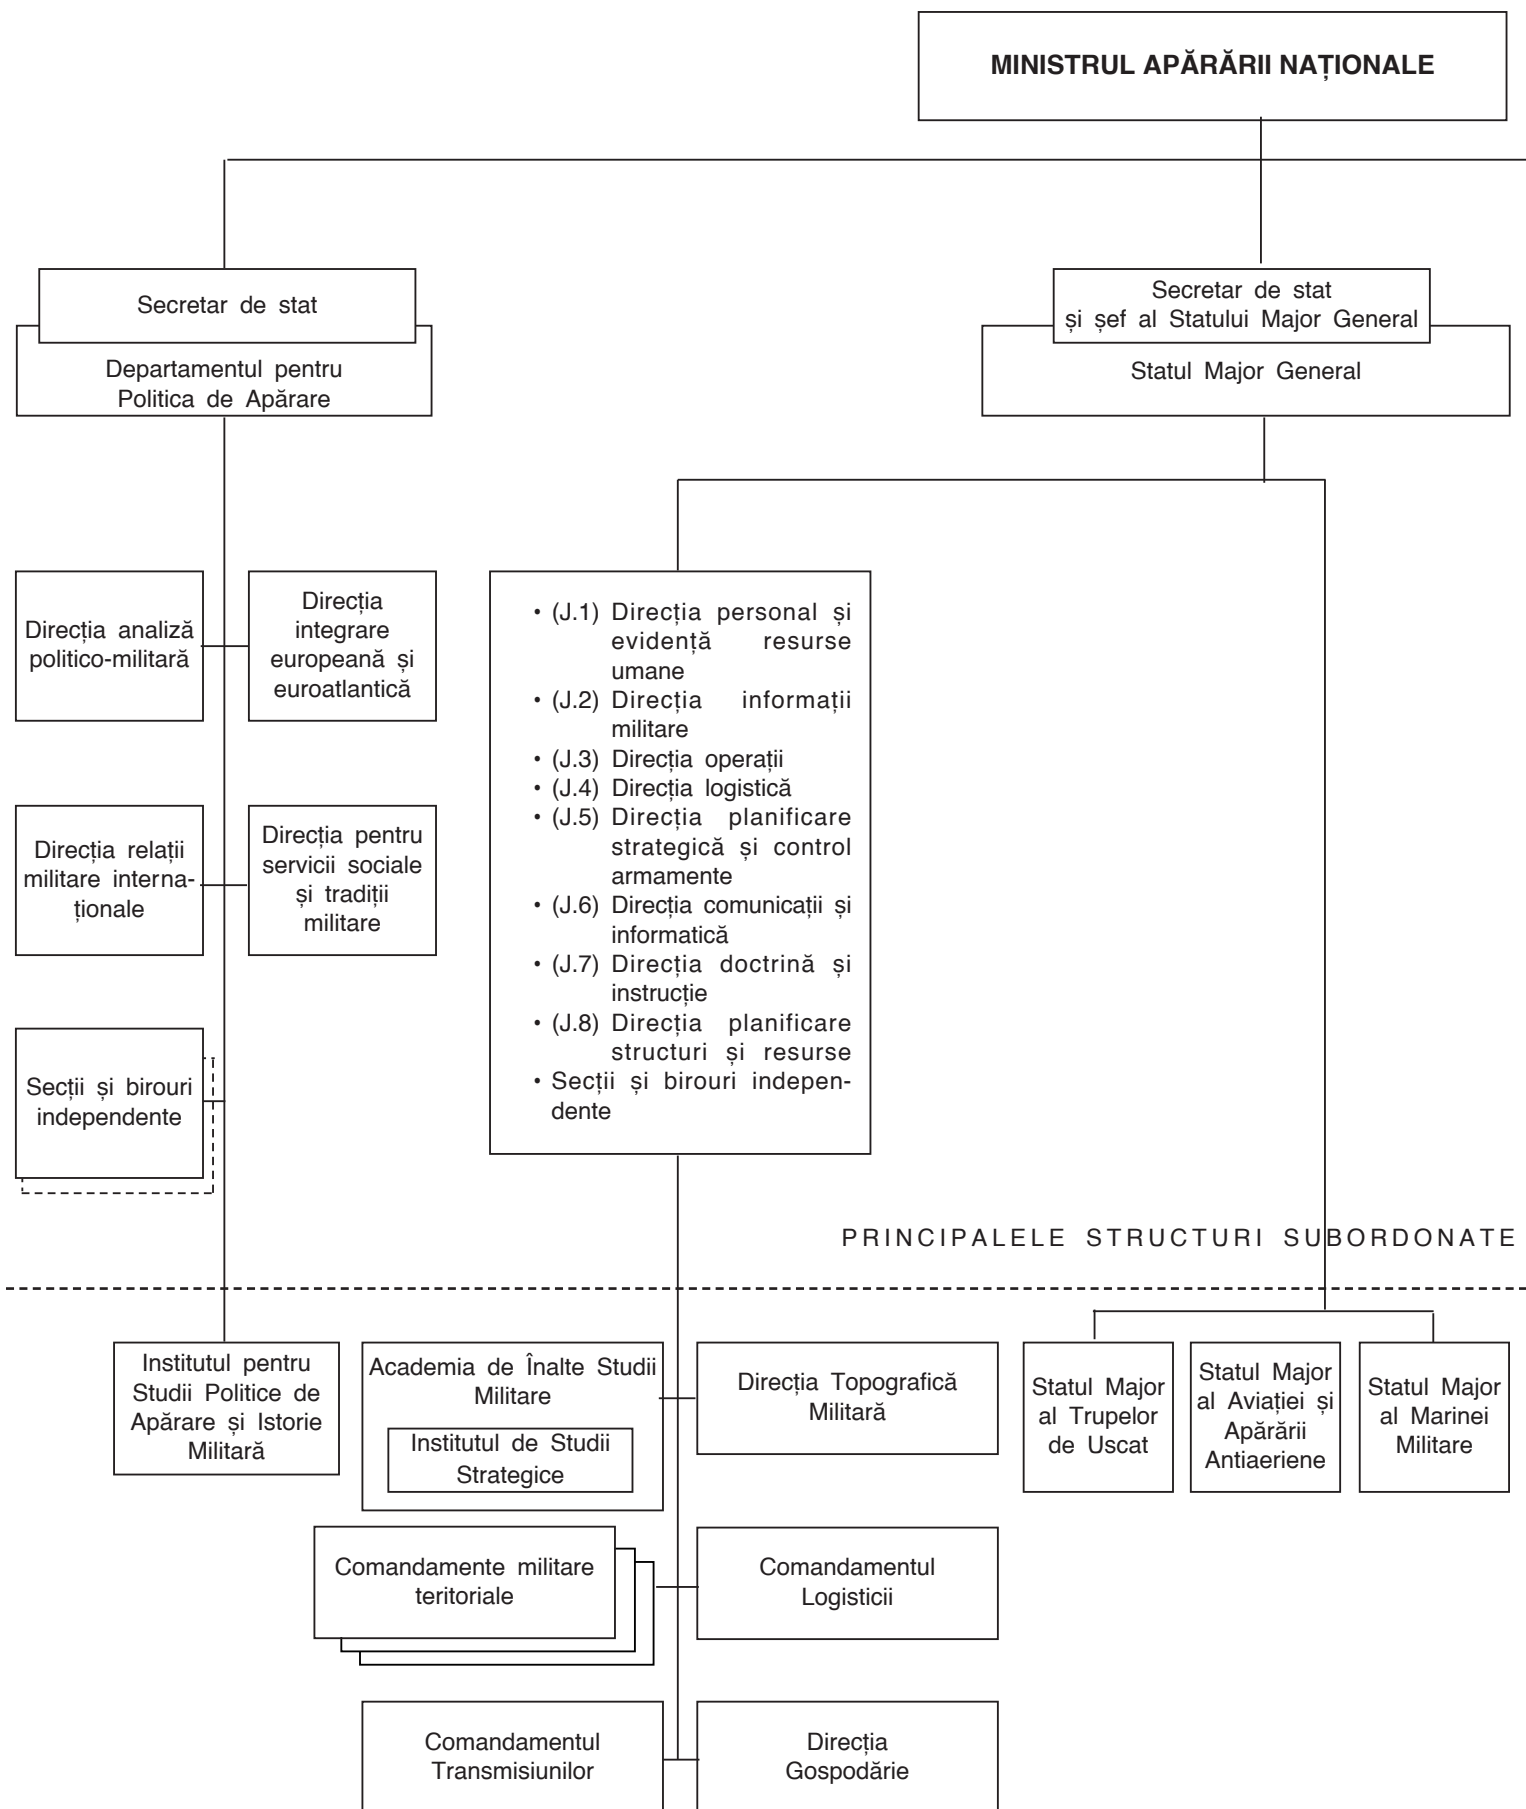 MINISTRUL APĂRĂRII NAȚIONALE
Secretar de stat
Departamentul pentru
Politica de Apărare
Secretar de stat
și șef al Statului Major General
Statul Major General
Direcția analiză
politico-militară
Direcția
integrare
europeană și
euroatlantică
Direcția relații
militare interna-
ționale
Direcția pentru
servicii sociale
și tradiții
militare
Secții și birouri
independente
• (J.1) Direcția personal și
evidență resurse
umane
• (J.2) Direcția informații
militare
• (J.3) Direcția operații
• (J.4) Direcția logistică
• (J.5) Direcția planificare
strategică și control
armamente
• (J.6) Direcția comunicații și
informatică
• (J.7) Direcția doctrină și
instrucție
• (J.8) Direcția planificare
structuri și resurse
• Secții și birouri indepen-
dente
PRINCIPALELE STRUCTURI SUBORDONATE
Institutul pentru
Studii Politice de
Apărare și Istorie
Militară
Academia de Înalte Studii
Militare
Institutul de Studii
Strategice
Direcția Topografică
Militară
Statul Major
al Trupelor
de Uscat
Statul Major
al Aviației și
Apărării
Antiaeriene
Statul Major
al Marinei
Militare
Comandamente militare
teritoriale
Comandamentul
Logisticii
Comandamentul
Transmisiunilor
Direcția
Gospodărie